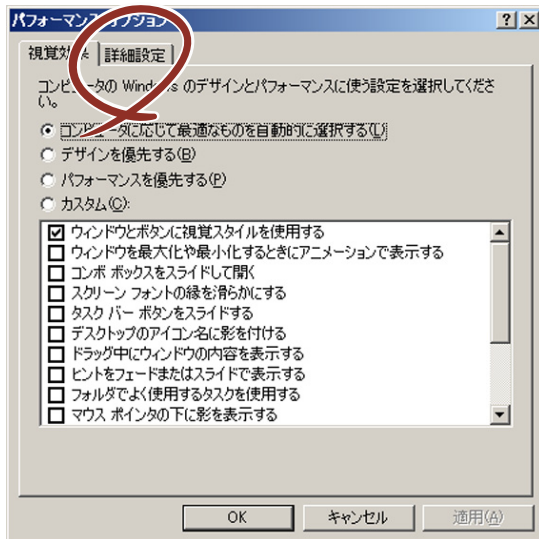 パフォーマンス オプション
視覚効果
詳細設定
コンピュータの Windows のデザインとパフォーマンスに使う設定を選択してくださ
い。
コンピュータに応じて最適なものを自動的に選択する(L)
デザインを優先する(B)
パフォーマンスを優先する(P)
カスタム(C):
ウィンドウとボタンに視覚スタイルを使用する
ウィンドウを最大化や最小化するときにアニメーションで表示する
コンボ ボックスをスライドして開く
スクリーン フォントの縁を滑らかにする
タスク バー ボタンをスライドする
デスクトップのアイコン名に影を付ける
ドラッグ中にウィンドウの内容を表示する
ヒントをフェードまたはスライドで表示する
フォルダでよく使用するタスクを使用する
マウス ポインタの下に影を表示する
OK
キャンセル
適用(A)